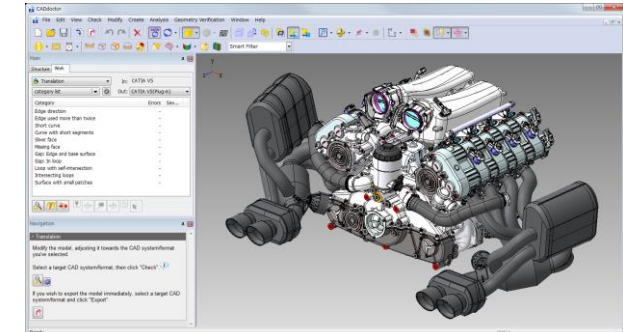 CADdoctor
File Edit View Check Modify Create Analysis Geometry Verification Window Help
Smart Filter
Main
Structure Work
Translation In: CATIA V5
Category list Out: CATIA V5(Plug-in)
Category Errors Sav...
Edge direction -
Edge used more than twice -
Short curve -
Curve with short segments -
Sliver face -
Missing face -
Gap: Edge and base surface -
Gap: In loop -
Loop with self-intersection -
Intersecting loops -
Surface with small patches -
Navigation
Translation
Modify the model, adjusting it towards the CAD system/format
you've selected.
Select a target CAD system/format, then click "Check".
If you wish to export the model immediately, select a target CAD
system/format and click "Export".